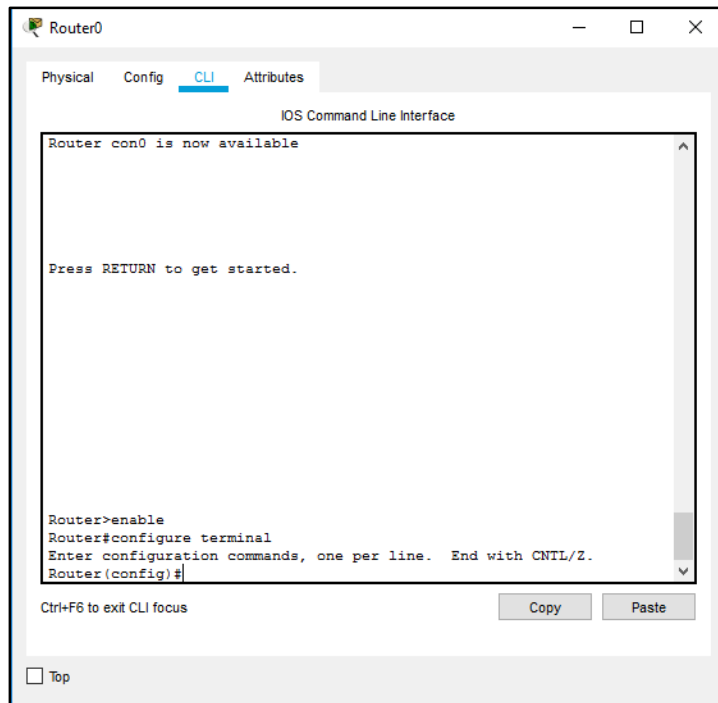 Router0
Physical Config CLI Attributes
IOS Command Line Interface
Router con0 is now available
Press RETURN to get started.
Router>enable
Router#configure terminal
Enter configuration commands, one per line.  End with CNTL/Z.
Router(config)#
Ctrl+F6 to exit CLI focus
Copy Paste
Top